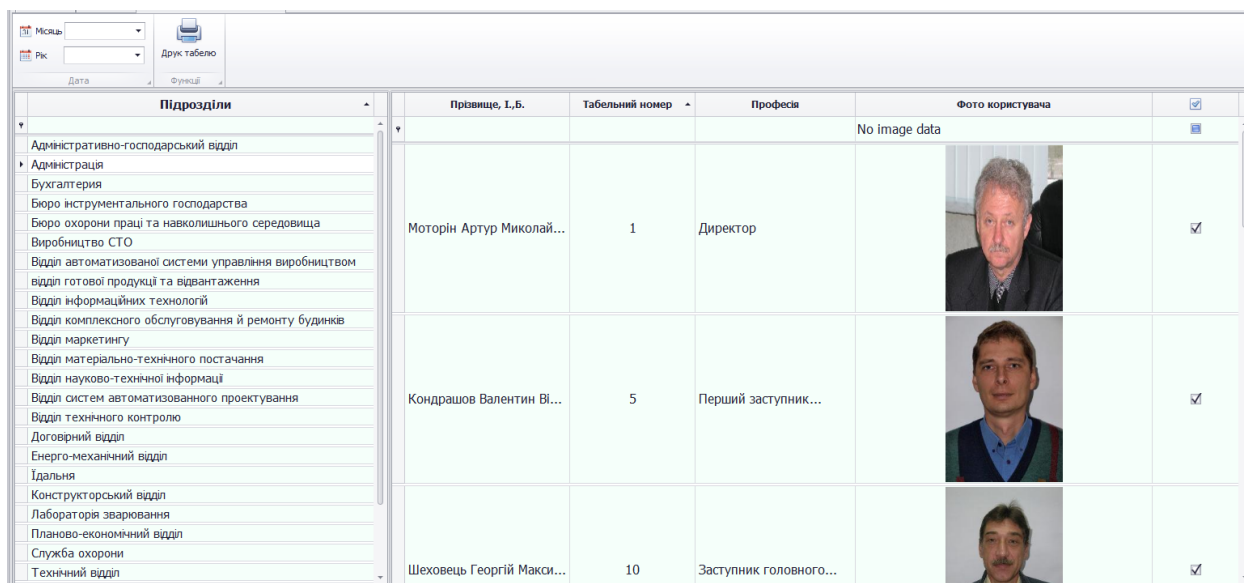 Місяць
Рік
Друк табелю
Дата
Функції
Підрозділи
Прізвище, І.,Б.
Табельний номер
Професія
Фото користувача
No image data
Адміністративно-господарський відділ
Адміністрація
Бухгалтерия
Бюро інструментального господарства
Бюро охорони праці та навколишнього середовища
Виробництво СТО
Відділ автоматизованої системи управління виробництвом
відділ готової продукції та відвантаження
Відділ інформаційних технологій
Відділ комплексного обслуговування й ремонту будинків
Відділ маркетингу
Відділ матеріально-технічного постачання
Відділ науково-технічної інформації
Відділ систем автоматизованного проектування
Відділ технічного контролю
Договірний відділ
Енерго-механічний відділ
Їдальня
Конструкторський відділ
Лабораторія зварювання
Планово-економічний відділ
Служба охорони
Технічний відділ
Моторін Артур Миколай... 1 Директор
Кондрашов Валентин Ві... 5 Перший заступник...
Шеховець Георгій Макси... 10 Заступник головного...